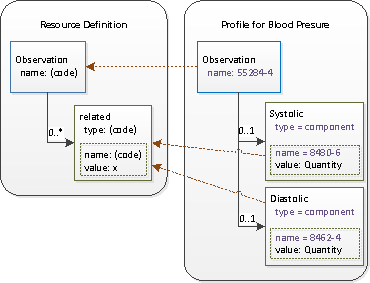 Resource Definition
Observation
name: (code)
0..*
related
type: (code)
name: (code)
value: x
Profile for Blood Presure
Observation
name: 55284-4
0..1
Systolic
type = component
name = 8480-6
value: Quantity
0..1
Diastolic
type = component
name = 8462-4
value: Quantity